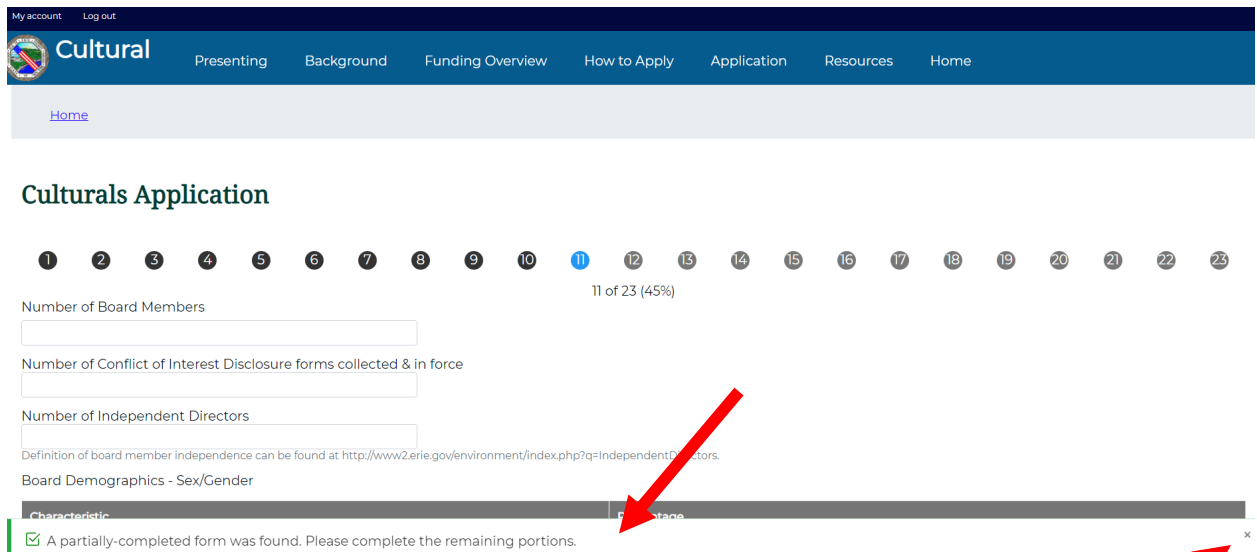 My account Log out
Cultural Presenting Background Funding Overview How to Apply Application Resources Home
Home
Culturals Application
1 2 3 4 5 6 7 8 9 10 11 12 13 14 15 16 17 18 19 20 21 22 23
11 of 23 (45%)
Number of Board Members
Number of Conflict of Interest Disclosure forms collected & in force
Number of Independent Directors
Definition of board member independence can be found at http://www2.erie.gov/environment/index.php?q=IndependentDirectors.
Board Demographics - Sex/Gender
Characteristic Percentage
A partially-completed form was found. Please complete the remaining portions. x